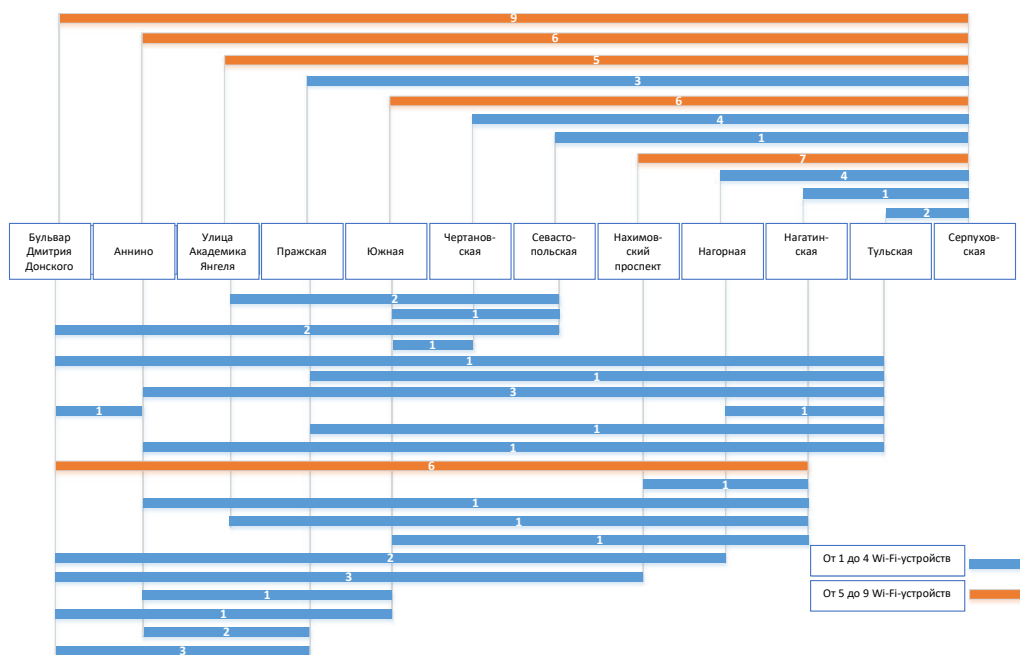 9
6
5
3
6
4
1
7
4
1
2
Бульвар
Дмитрия
Донского
Аннино
Улица
Академика
Янгеля
Пражская
Южная
Чертанов-
ская
Севасто-
польская
Нахимов-
ский
проспект
Нагорная
Нагатин-
ская
Тульская
Серпухов-
ская
2
1
2
1
1
1
3
1
1
1
1
6
1
1
1
1
2
3
1
1
2
3
От 1 до 4 Wi-Fi-устройств
От 5 до 9 Wi-Fi-устройств